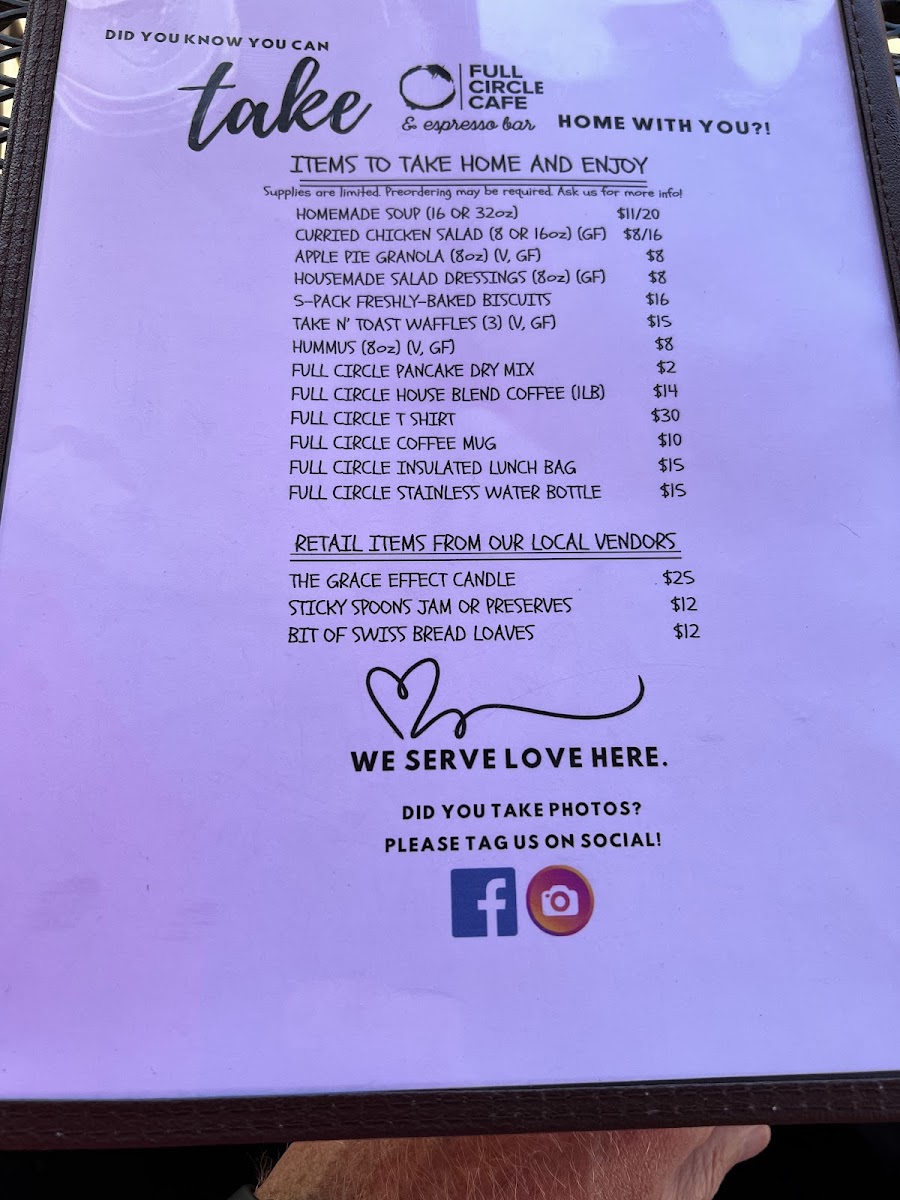 DID YOU KNOW YOU CAN
take
FULL
CIRCLE
CAFE
& espresso bar
HOME WITH YOU?!
ITEMS TO TAKE HOME AND ENJOY
Supplies are limited. Preordering may be required. Ask us for more info!
HOMEMADE SOUP (16 OR 32oz) $11/20
CURRIED CHICKEN SALAD (8 OR 16oz) (GF) $8/16
APPLE PIE GRANOLA (8oz) (V, GF) $8
HOUSEMADE SALAD DRESSINGS (8oz) (GF) $8
5-PACK FRESHLY-BAKED BISCUITS $16
TAKE N' TOAST WAFFLES (3) (V, GF) $15
HUMMUS (8oz) (V, GF) $8
FULL CIRCLE PANCAKE DRY MIX $2
FULL CIRCLE HOUSE BLEND COFFEE (1LB) $14
FULL CIRCLE T SHIRT $30
FULL CIRCLE COFFEE MUG $10
FULL CIRCLE INSULATED LUNCH BAG $15
FULL CIRCLE STAINLESS WATER BOTTLE $15
RETAIL ITEMS FROM OUR LOCAL VENDORS
THE GRACE EFFECT CANDLE $25
STICKY SPOONS JAM OR PRESERVES $12
BIT OF SWISS BREAD LOAVES $12
WE SERVE LOVE HERE.
DID YOU TAKE PHOTOS?
PLEASE TAG US ON SOCIAL!